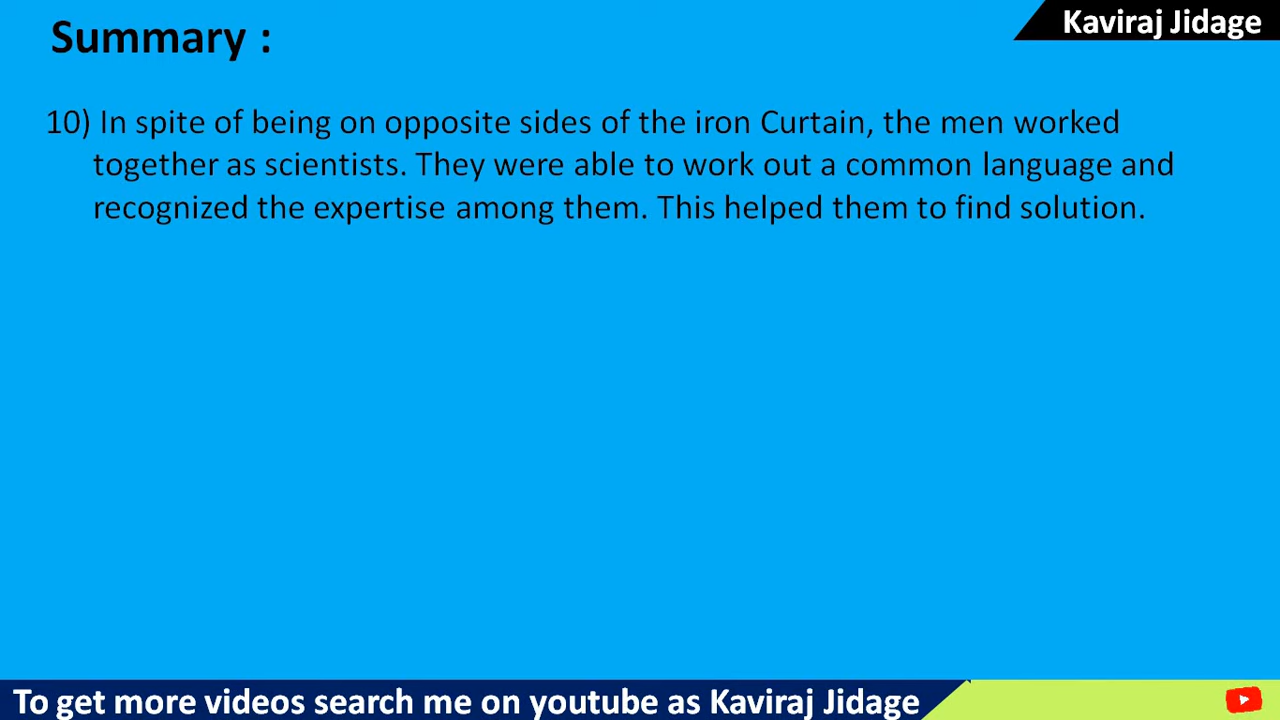 Kaviraj Jidage
Summary :
10) In spite of being on opposite sides of the iron Curtain, the men worked
together as scientists. They were able to work out a common language and
recognized the expertise among them. This helped them to find solution.
To get more videos search me on youtube as Kaviraj Jidage